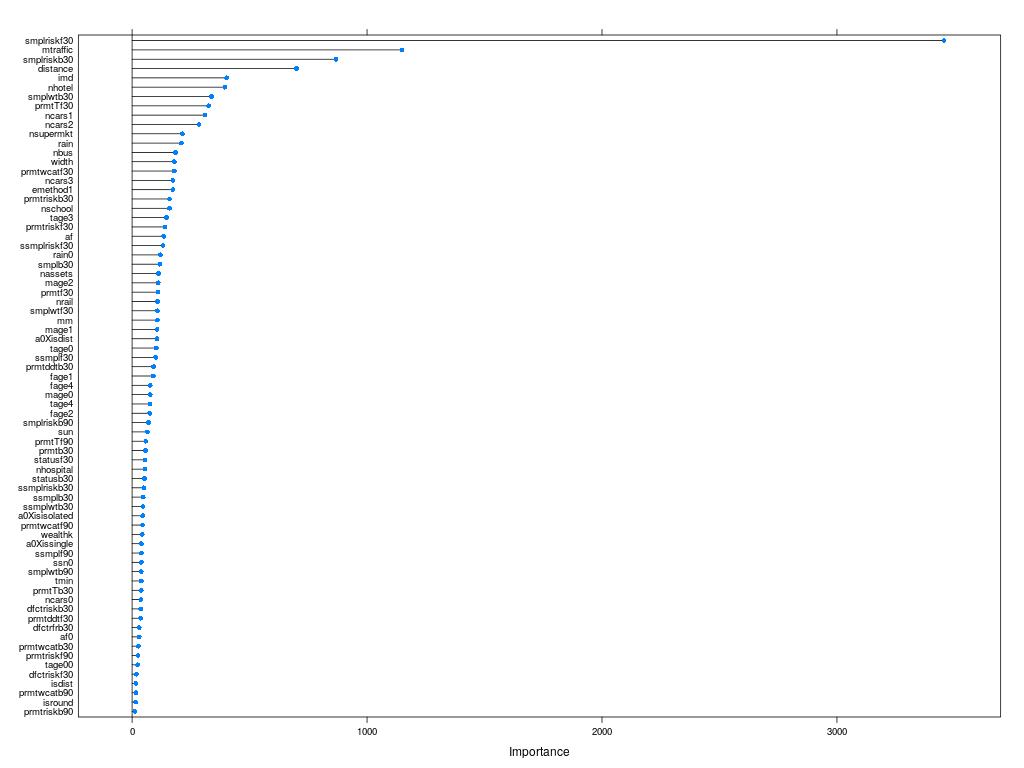 smplriskf30
mtraffic
smplriskb30
distance
imd
nhotel
smplwtb30
prmtTf30
ncars1
ncars2
nsupermkt
rain
nbus
width
prmtwcatf30
ncars3
emethod1
prmtriskb30
nschool
tage3
prmtriskf30
af
ssmplriskf30
rain0
smplb30
nassets
mage2
prmtf30
nrail
smplwtf30
mm
mage1
a0Xisdist
tage0
ssmplf30
prmtddtb30
fage1
fage4
mage0
tage4
fage2
smplriskb90
sun
prmtTf90
prmtb30
statusf30
nhospital
statusb30
ssmplriskb30
ssmplb30
ssmplwtb30
a0Xisisolated
prmtwcatf90
wealthk
a0Xissingle
ssmplf90
ssn0
smplwtb90
tmin
prmtTb30
ncars0
dfctriskb30
prmtddtf30
dfctrfrb30
af0
prmtwcatb30
prmtriskf90
tage00
dfctriskf30
isdist
prmtwcatb90
isround
prmtriskb90
0 1000 2000 3000
Importance